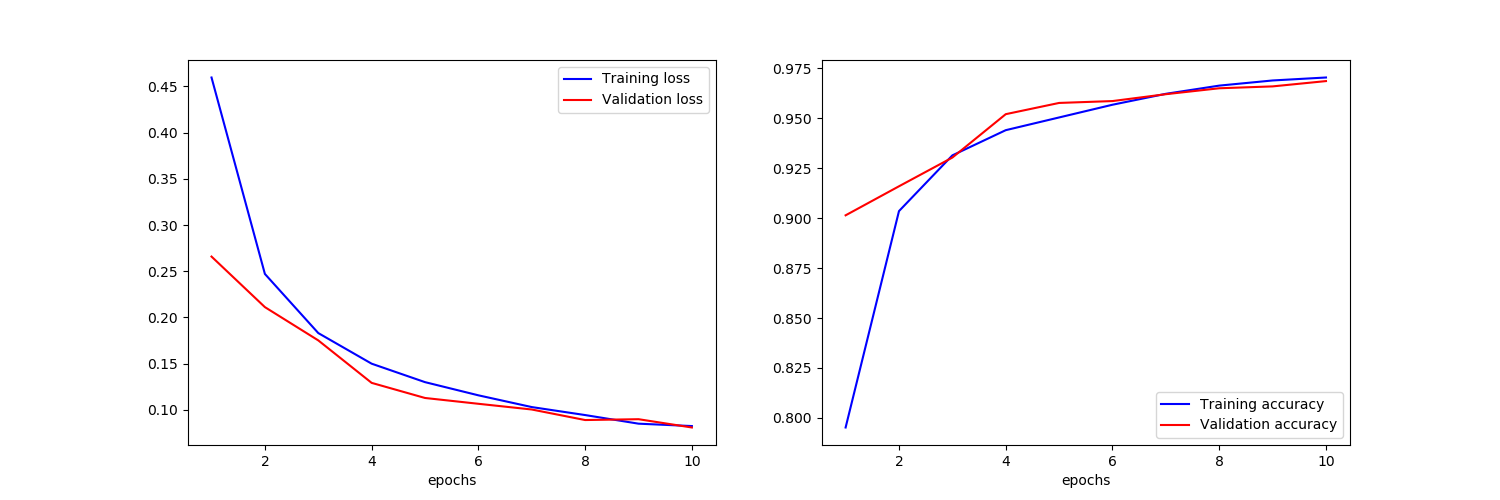 0.45
0.40
0.35
0.30
0.25
0.20
0.15
0.10
2 4 6 8 10
epochs
Training loss
Validation loss
0.975
0.950
0.925
0.900
0.875
0.850
0.825
0.800
2 4 6 8 10
epochs
Training accuracy
Validation accuracy